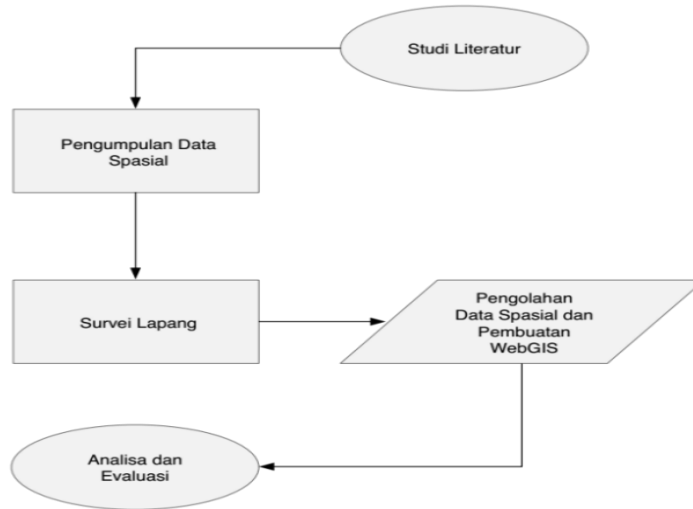 Studi Literatur
Pengumpulan Data
Spasial
Survei Lapang
Pengolahan
Data Spasial dan
Pembuatan
WebGIS
Analisa dan
Evaluasi